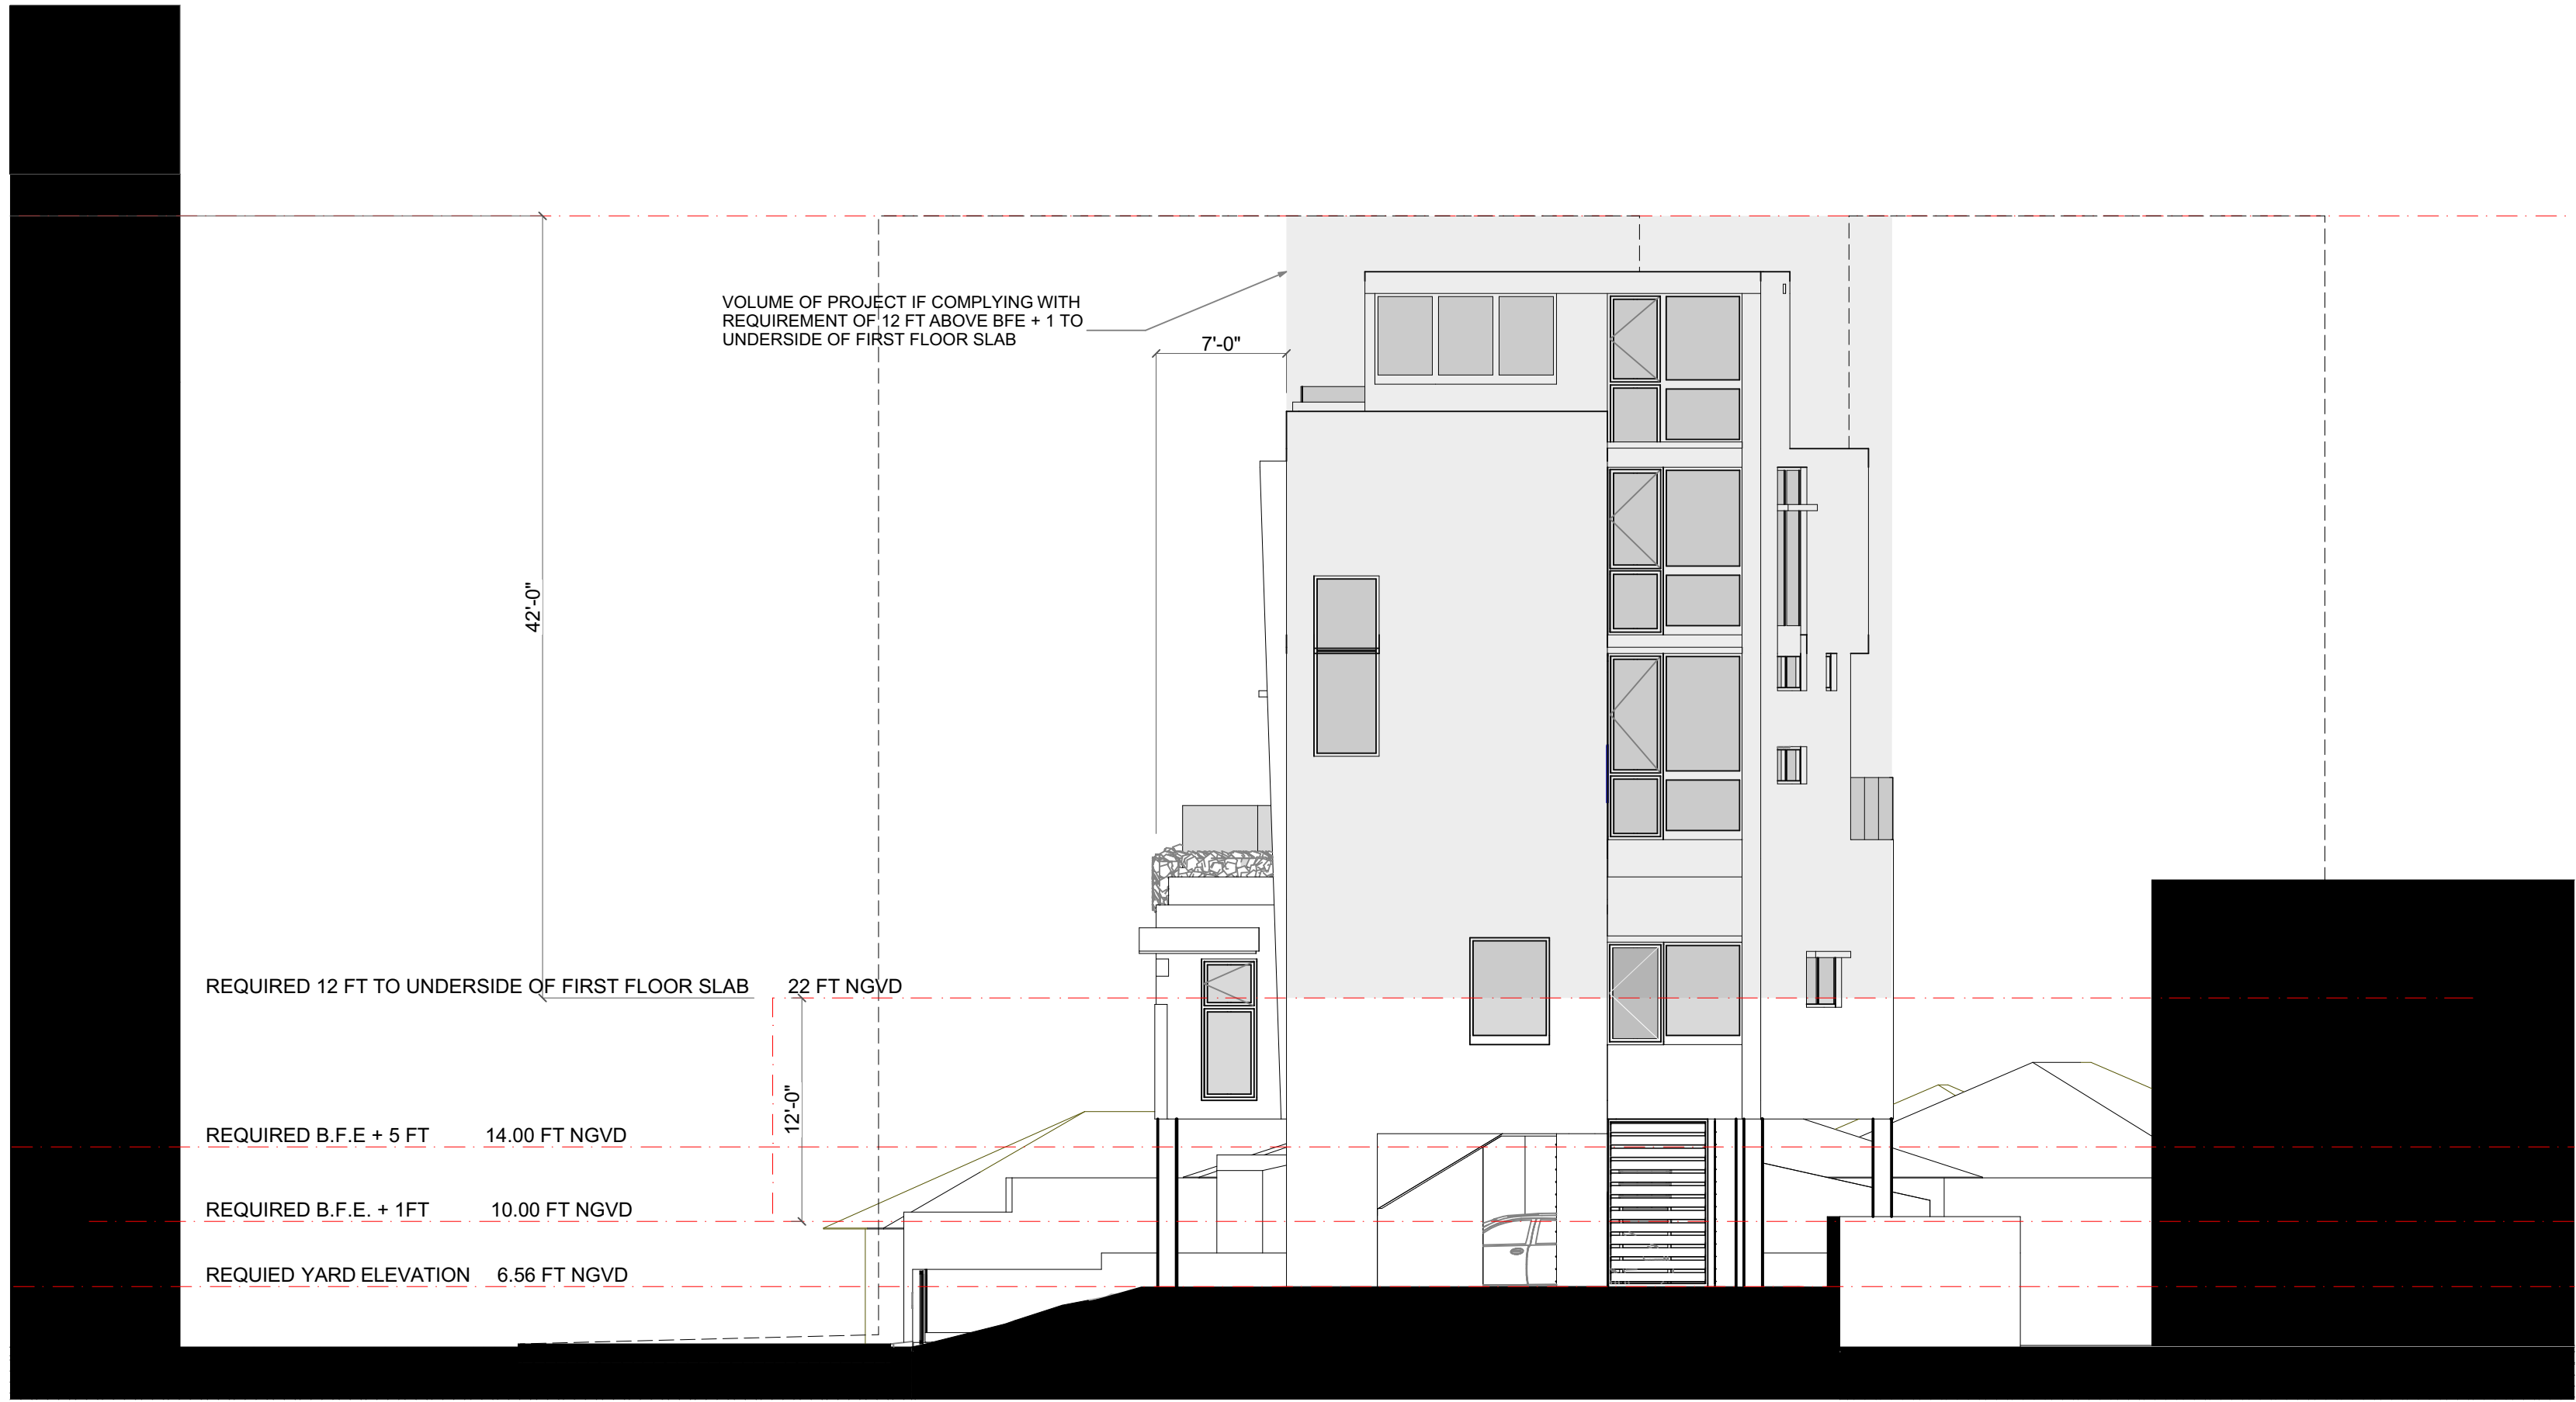 VOLUME OF PROJECT IF COMPLYING WITH
REQUIREMENT OF 12 FT ABOVE BFE + 1 TO
UNDERSIDE OF FIRST FLOOR SLAB
7'-0"
42'-0"
REQUIRED 12 FT TO UNDERSIDE OF FIRST FLOOR SLAB 22 FT NGVD
12'-0"
REQUIRED B.F.E + 5 FT 14.00 FT NGVD
REQUIRED B.F.E. + 1FT 10.00 FT NGVD
REQUIED YARD ELEVATION 6.56 FT NGVD